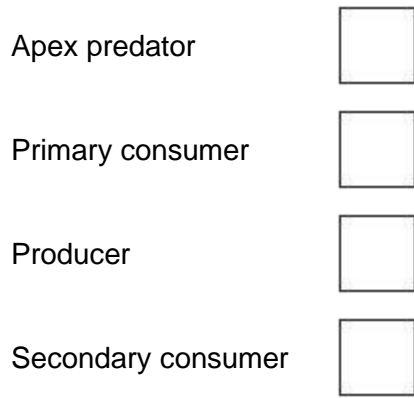 Apex predator
Primary consumer
Producer
Secondary consumer